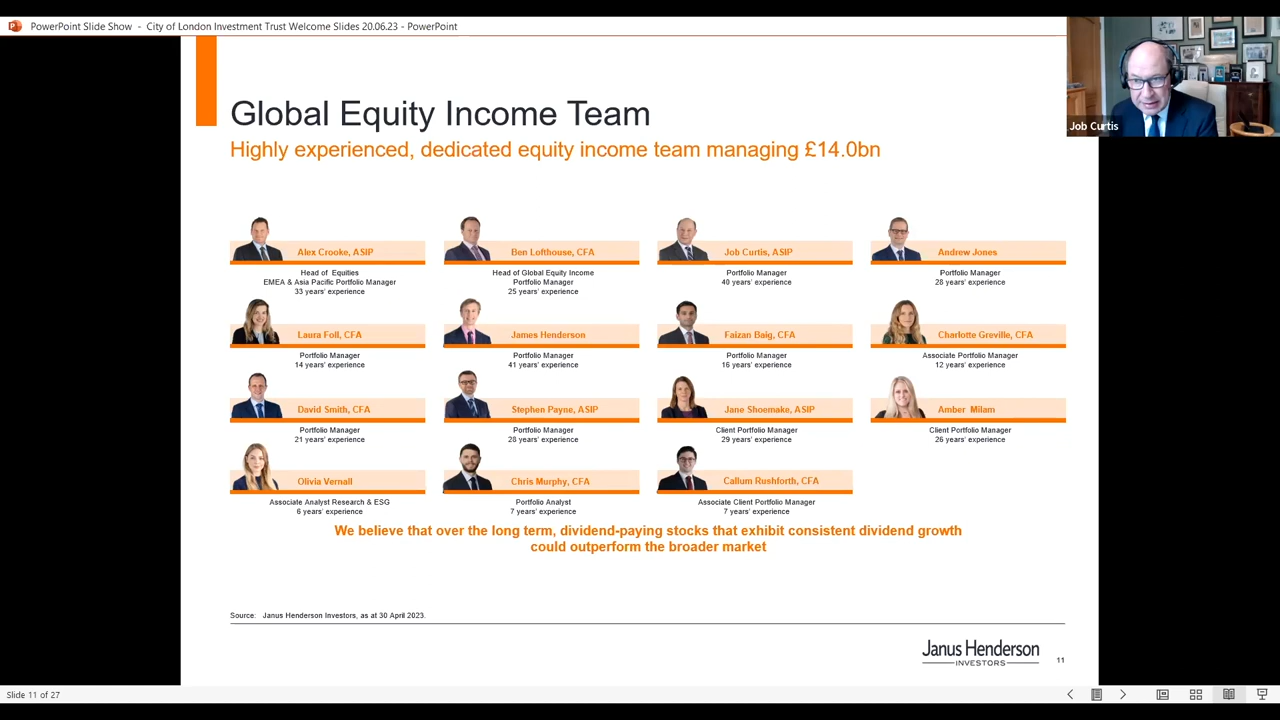 PowerPoint Slide Show - City of London Investment Trust Welcome Slides 20.06.23 - PowerPoint
Job Curtis
Global Equity Income Team
Highly experienced, dedicated equity income team managing £14.0bn
Alex Crooke, ASIP
Head of Equities
EMEA & Asia Pacific Portfolio Manager
33 years' experience
Ben Lofthouse, CFA
Head of Global Equity Income
Portfolio Manager
25 years' experience
Job Curtis, ASIP
Portfolio Manager
40 years' experience
Andrew Jones
Portfolio Manager
28 years' experience
Laura Foll, CFA
Portfolio Manager
14 years' experience
James Henderson
Portfolio Manager
41 years' experience
Faizan Baig, CFA
Portfolio Manager
16 years' experience
Charlotte Greville, CFA
Associate Portfolio Manager
12 years' experience
David Smith, CFA
Portfolio Manager
21 years' experience
Stephen Payne, ASIP
Portfolio Manager
28 years' experience
Jane Shoemake, ASIP
Client Portfolio Manager
29 years' experience
Amber Milam
Client Portfolio Manager
26 years' experience
Olivia Vernall
Associate Analyst Research & ESG
6 years' experience
Chris Murphy, CFA
Portfolio Analyst
7 years' experience
Callum Rushforth, CFA
Associate Client Portfolio Manager
7 years' experience
We believe that over the long term, dividend-paying stocks that exhibit consistent dividend growth
could outperform the broader market
Source: Janus Henderson Investors, as at 30 April 2023.
Janus Henderson
INVESTORS
11
Slide 11 of 27